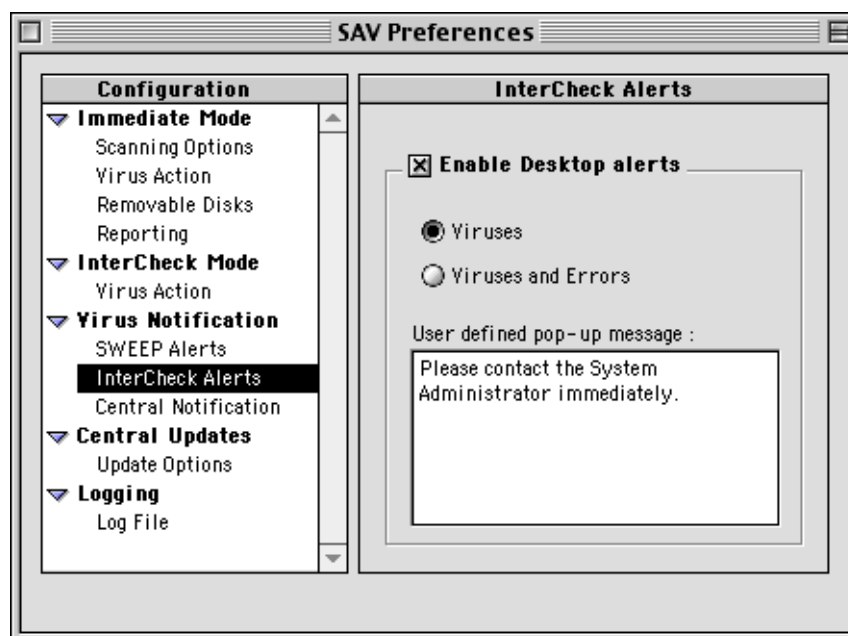 SAV Preferences
Configuration
Immediate Mode
Scanning Options
Virus Action
Removable Disks
Reporting
InterCheck Mode
Virus Action
Virus Notification
SWEEP Alerts
InterCheck Alerts
Central Notification
Central Updates
Update Options
Logging
Log File
InterCheck Alerts
Enable Desktop alerts
Viruses
Viruses and Errors
User defined pop-up message :
Please contact the System
Administrator immediately.